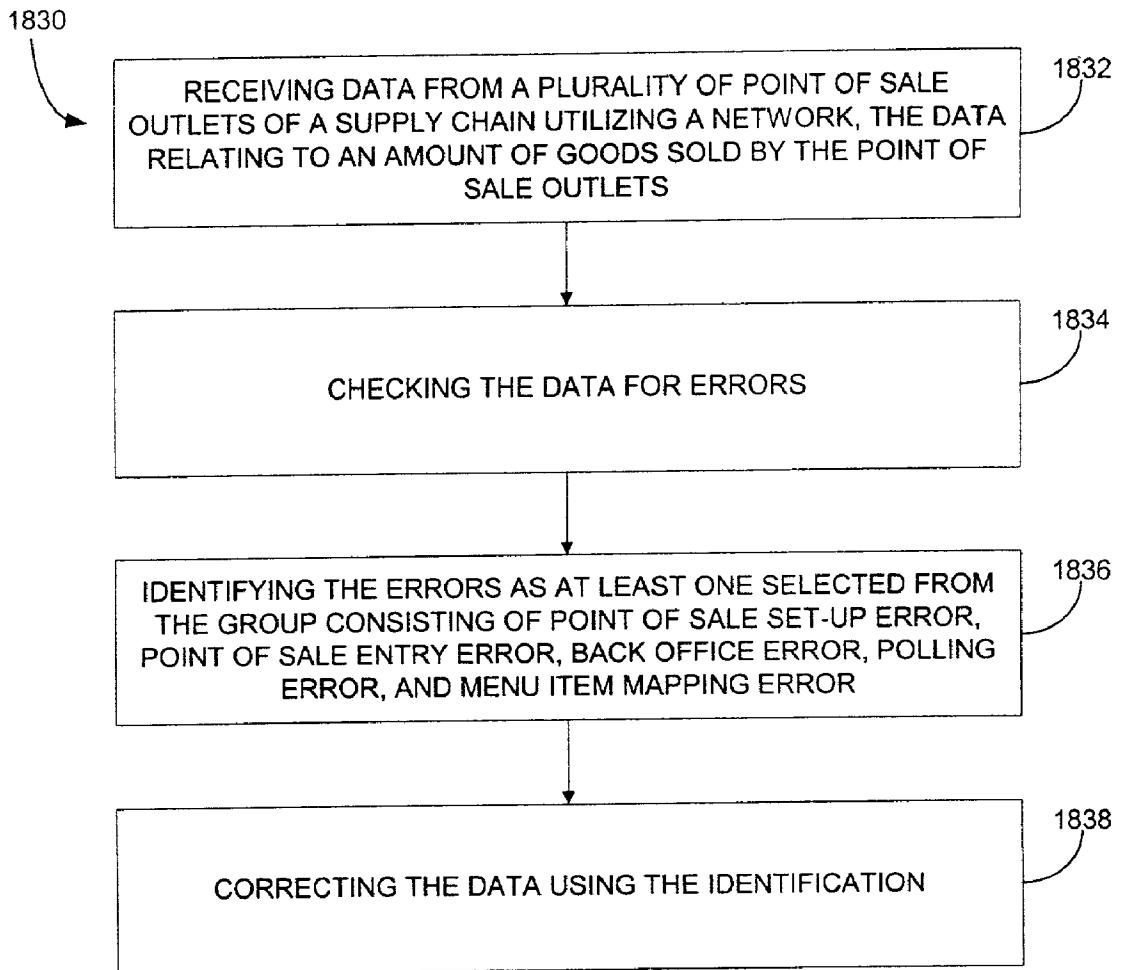 1830
1832
RECEIVING DATA FROM A PLURALITY OF POINT OF SALE
OUTLETS OF A SUPPLY CHAIN UTILIZING A NETWORK, THE DATA
RELATING TO AN AMOUNT OF GOODS SOLD BY THE POINT OF
SALE OUTLETS
1834
CHECKING THE DATA FOR ERRORS
1836
IDENTIFYING THE ERRORS AS AT LEAST ONE SELECTED FROM
THE GROUP CONSISTING OF POINT OF SALE SET-UP ERROR,
POINT OF SALE ENTRY ERROR, BACK OFFICE ERROR, POLLING
ERROR, AND MENU ITEM MAPPING ERROR
1838
CORRECTING THE DATA USING THE IDENTIFICATION